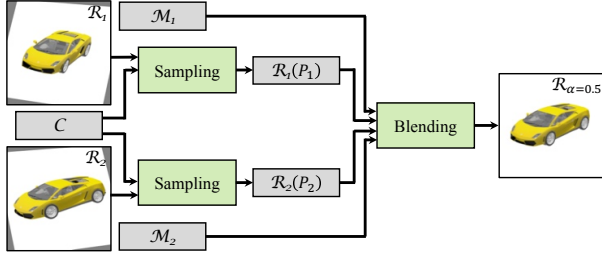 ℛ₁
ℳ₁
Sampling
ℛ₁(P₁)
C
Blending
ℛα=0.5
ℛ₂
Sampling
ℛ₂(P₂)
ℳ₂